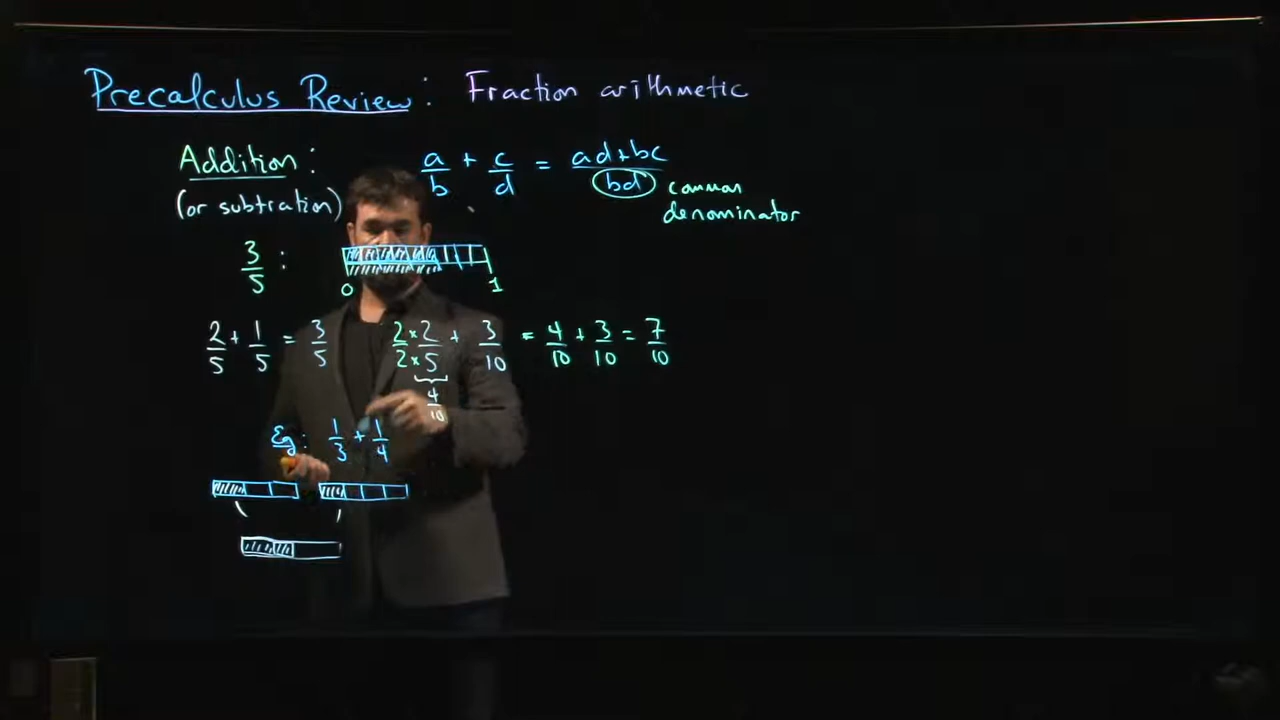 Precalculus Review: Fraction arithmetic
Addition: a/b + c/d = ad+bc/bd common
(or subtration) denominator
3/5 :
0 1
2/5 + 1/5 = 3/5 2×2/2×5 + 3/10 = 4/10 + 3/10 = 7/10
4/10
Eg: 1/3 + 1/4